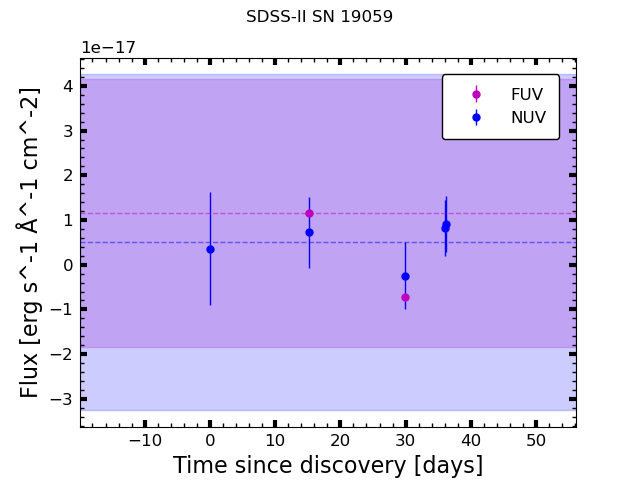 SDSS-II SN 19059
1e−17
4
3
2
1
0
−1
−2
−3
Flux [erg s^-1 Å^-1 cm^-2]
FUV
NUV
−10 0 10 20 30 40 50
Time since discovery [days]